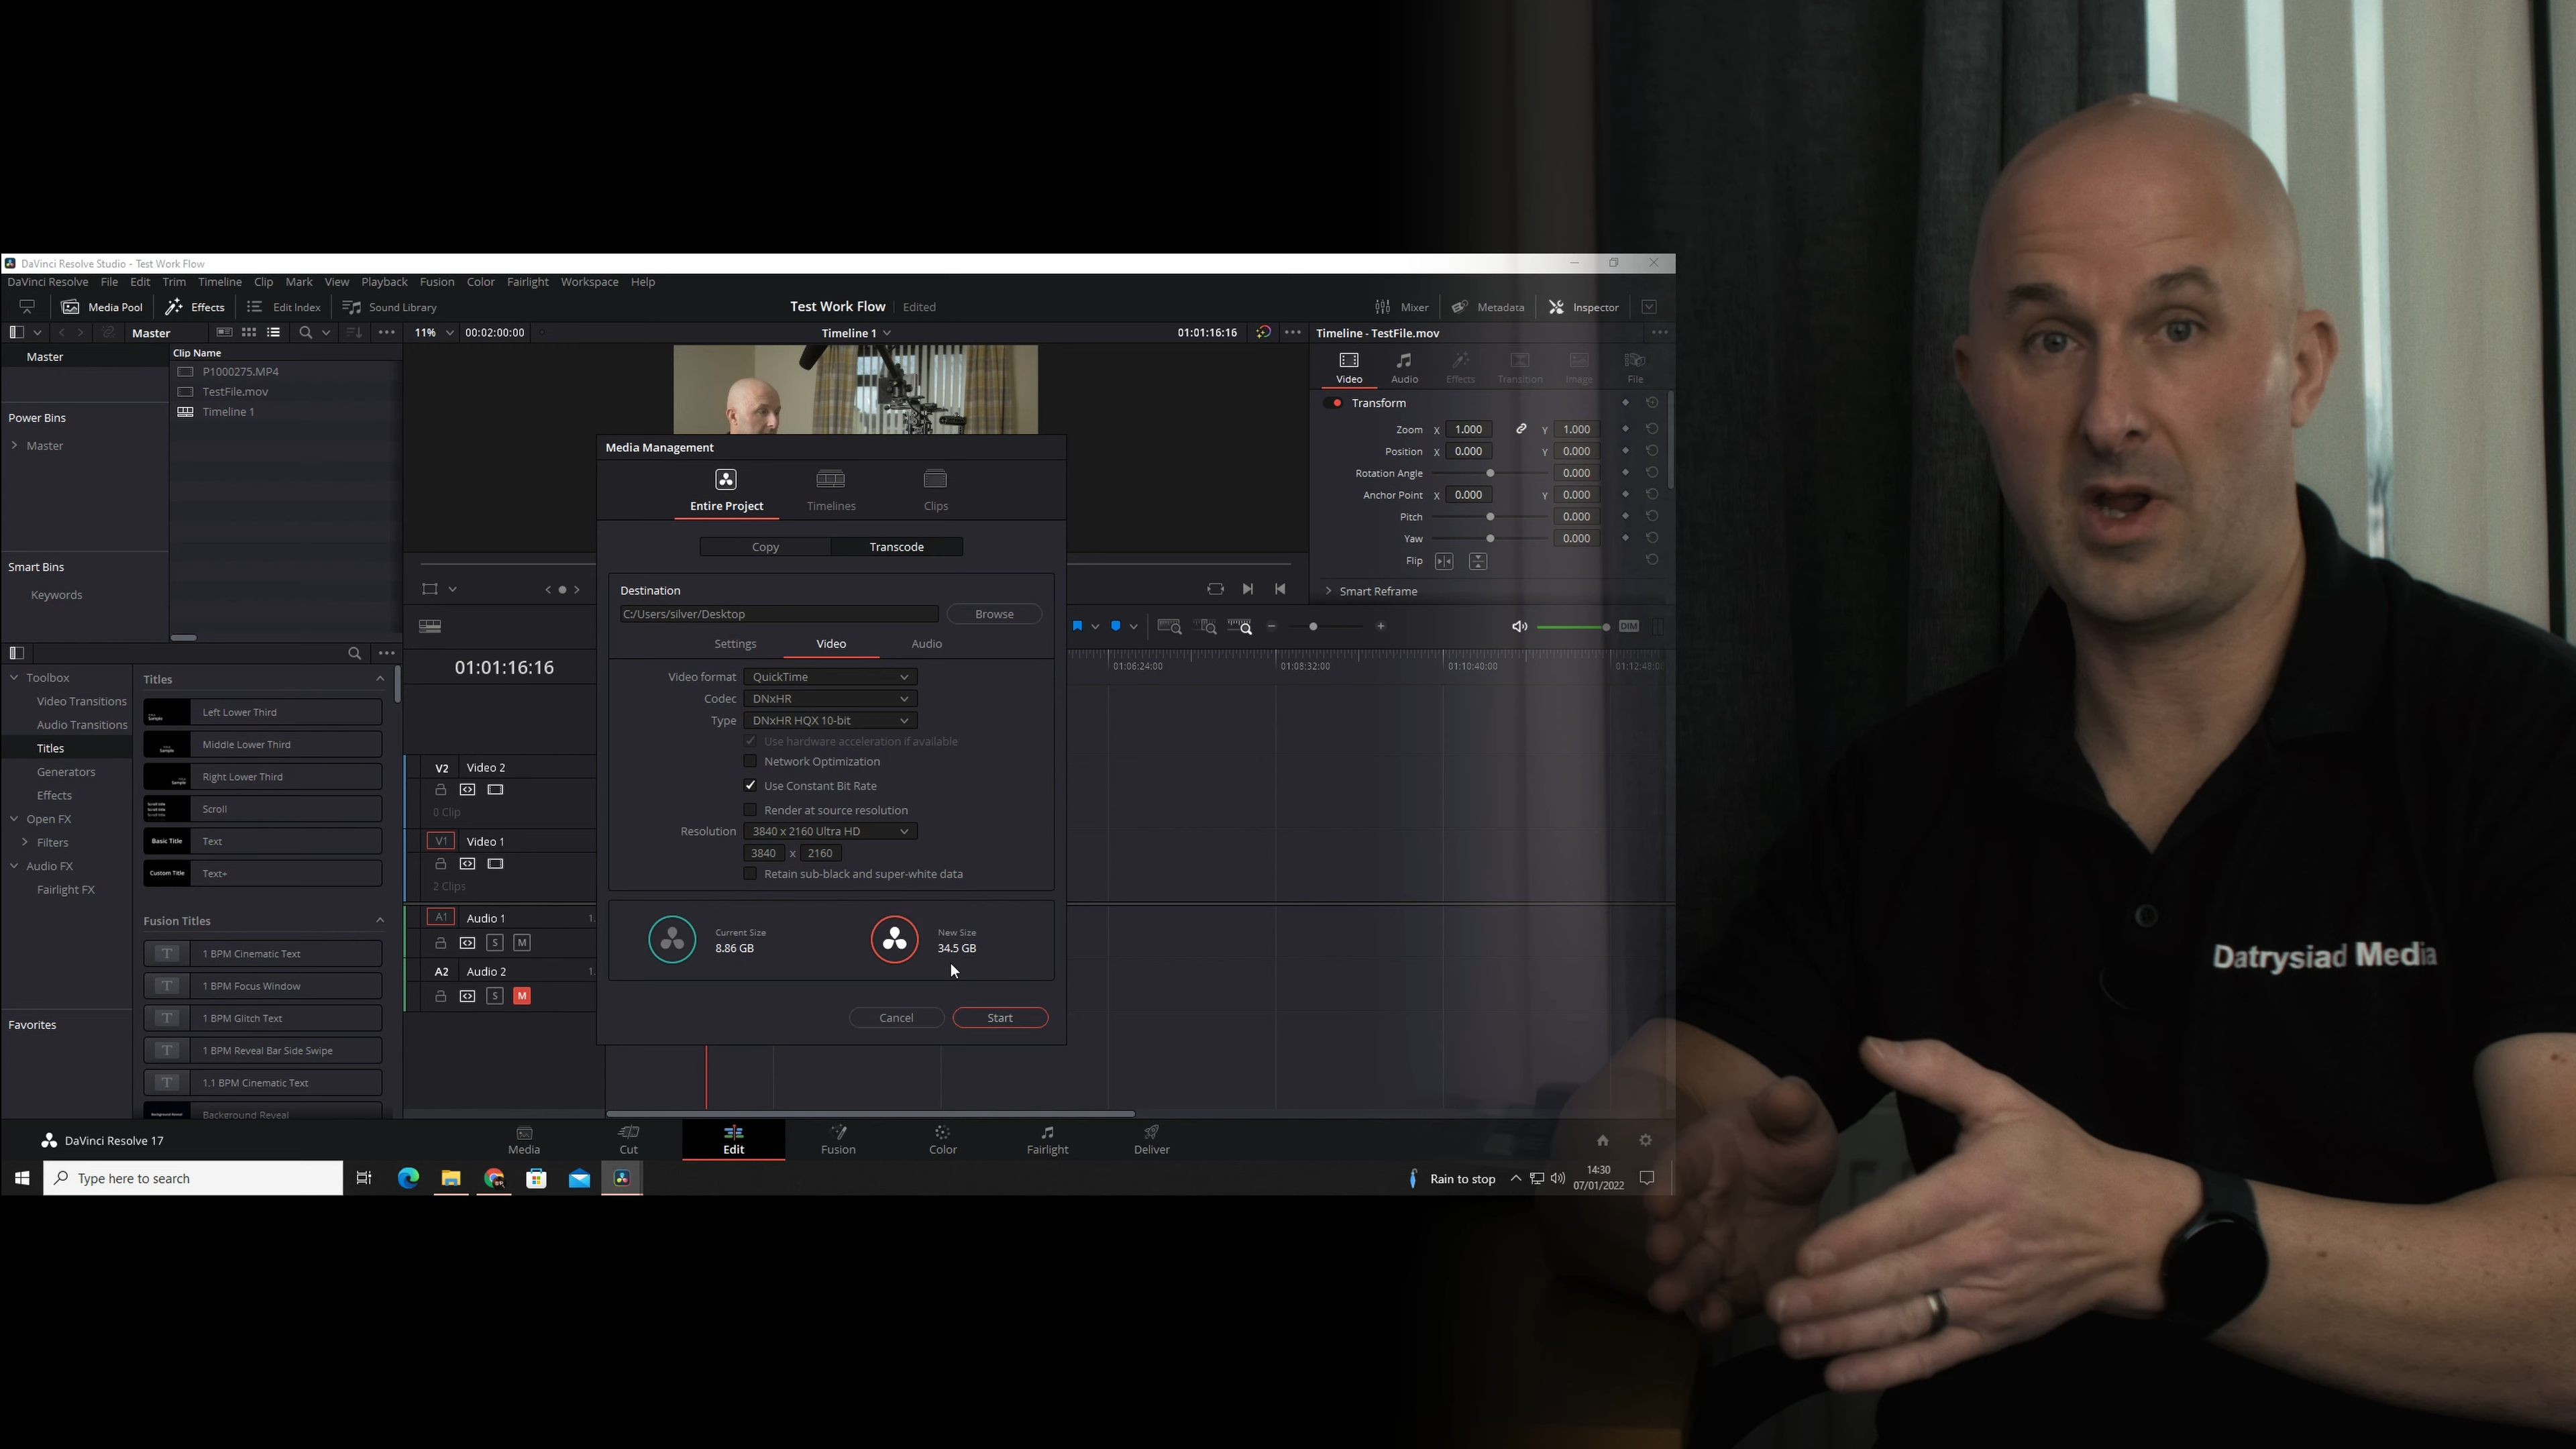 DaVinci Resolve Studio - Test Work Flow
DaVinci Resolve File Edit Trim Timeline Clip Mark View Playback Fusion Color Fairlight Workspace Help
Media Pool Effects Edit Index Sound Library Test Work Flow Edited Mixer Metadata Inspector
Master 11% 00:02:00:00 Timeline 1 01:01:16:16 Timeline - TestFile.mov
Master
Clip Name
P1000275.MP4
TestFile.mov
Timeline 1
Power Bins
Master
Smart Bins
Keywords
Video Audio Effects Transition Image File
Transform
Zoom X 1.000 Y 1.000
Position X 0.000 Y 0.000
Rotation Angle 0.000
Anchor Point X 0.000 Y 0.000
Pitch 0.000
Yaw 0.000
Flip
Smart Reframe
Media Management
Entire Project Timelines Clips
Copy Transcode
Destination
C:/Users/silver/Desktop Browse
Settings Video Audio
Video format QuickTime
Codec DNxHR
Type DNxHR HQX 10-bit
Use hardware acceleration if available
Network Optimization
Use Constant Bit Rate
Render at source resolution
Resolution 3840 x 2160 Ultra HD
3840 x 2160
Retain sub-black and super-white data
Current Size
8.86 GB
New Size
34.5 GB
Cancel Start
DIM
01:01:16:16
01:06:24:00 01:08:32:00 01:10:40:00 01:12:48:0
Toolbox
Video Transitions
Audio Transitions
Titles
Generators
Effects
Open FX
Filters
Audio FX
Fairlight FX
Favorites
Titles
Left Lower Third
Middle Lower Third
Right Lower Third
Scroll
Basic Title Text
Custom Title Text+
Fusion Titles
T 1 BPM Cinematic Text
T 1 BPM Focus Window
T 1 BPM Glitch Text
T 1 BPM Reveal Bar Side Swipe
T 1.1 BPM Cinematic Text
Background Reveal
V2 Video 2
0 Clip
V1 Video 1
2 Clips
A1 Audio 1 1.
S M
A2 Audio 2 1.
S M
DaVinci Resolve 17
Media Cut Edit Fusion Color Fairlight Deliver
Type here to search
Rain to stop
14:30
07/01/2022
Datrysiad Media